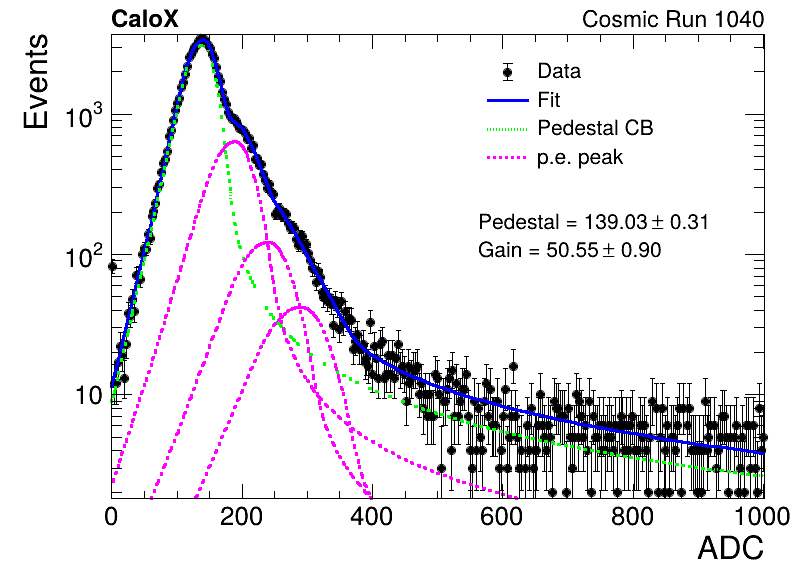 CaloX Cosmic Run 1040
Events
Data
Fit
Pedestal CB
p.e. peak
Pedestal = 139.03 ± 0.31
Gain = 50.55 ± 0.90
10³
10²
10
0 200 400 600 800 1000
ADC